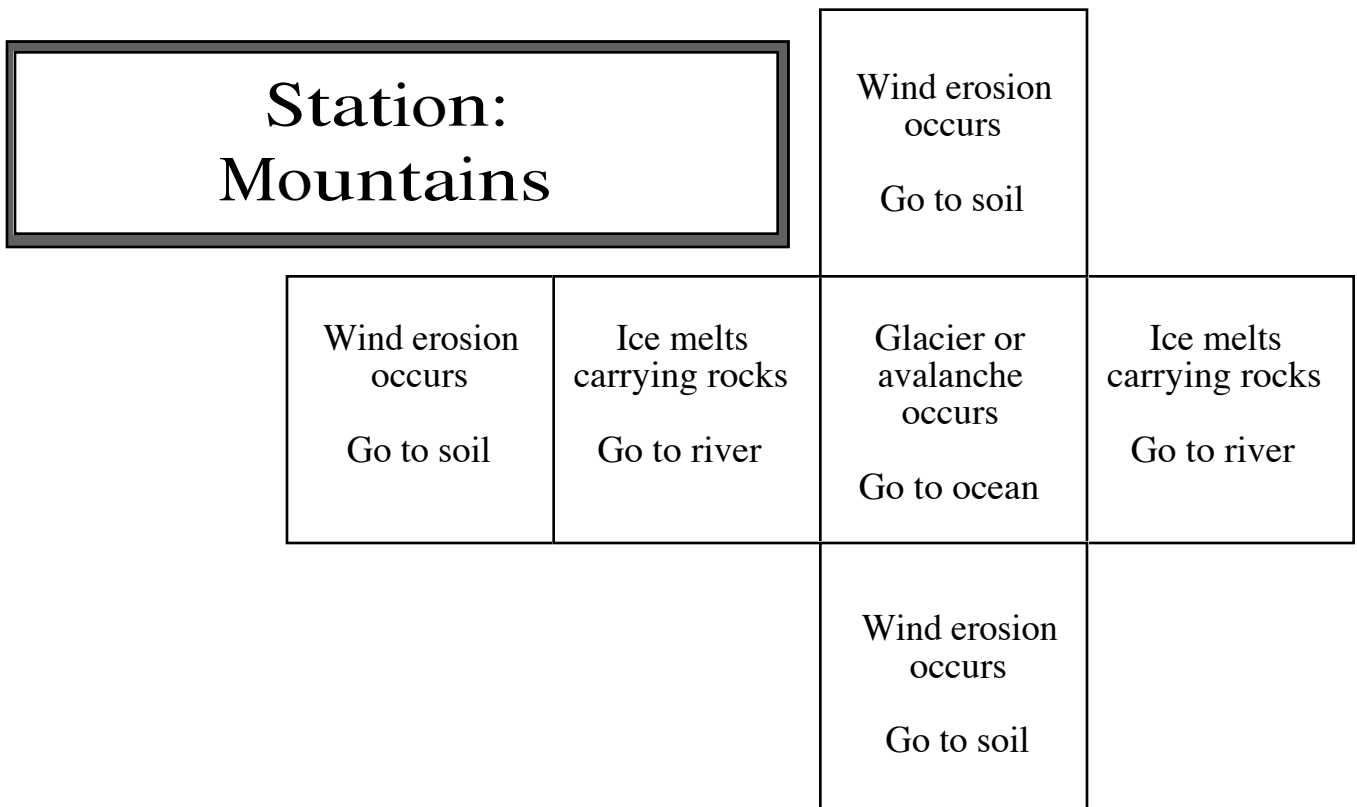 Station:
Mountains
Wind erosion
occurs
Go to soil
Wind erosion
occurs
Go to soil
Ice melts
carrying rocks
Go to river
Glacier or
avalanche
occurs
Go to ocean
Ice melts
carrying rocks
Go to river
Wind erosion
occurs
Go to soil